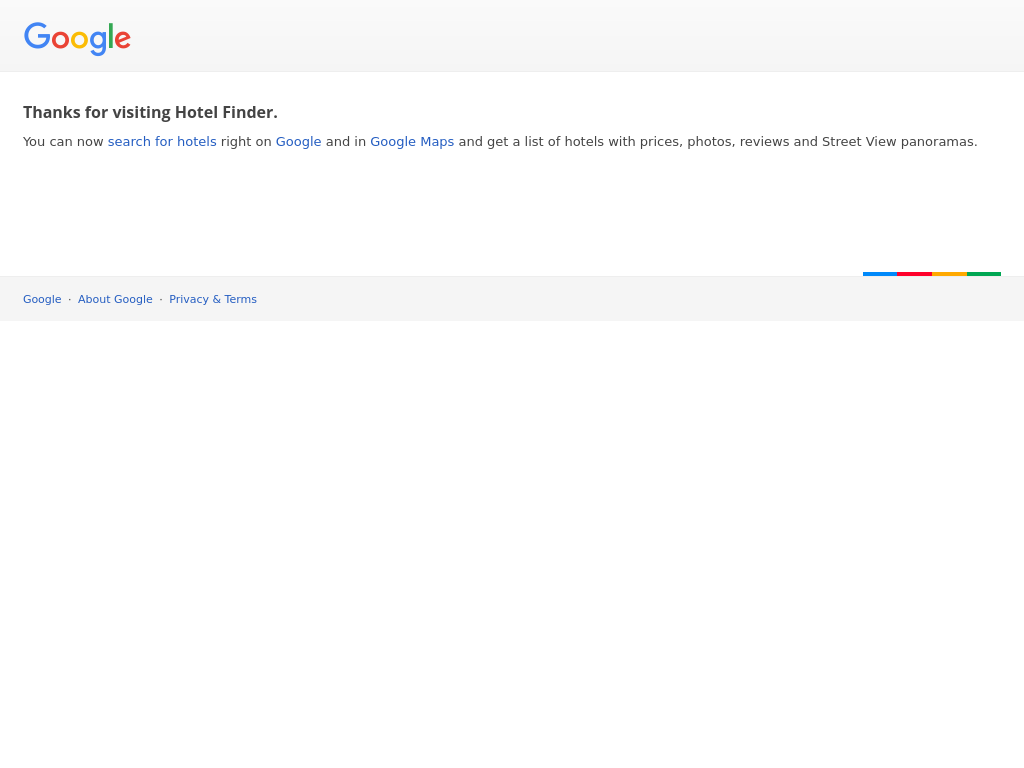 Google
Thanks for visiting Hotel Finder.
You can now search for hotels right on Google and in Google Maps and get a list of hotels with prices, photos, reviews and Street View panoramas.
Google · About Google · Privacy & Terms